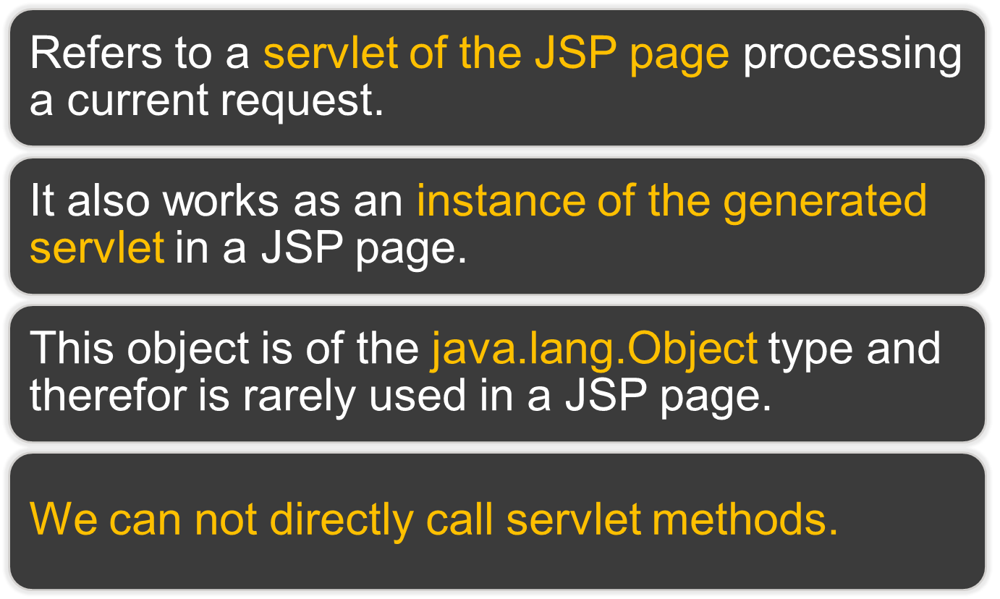 Refers to a servlet of the JSP page processing
a current request.
It also works as an instance of the generated
servlet in a JSP page.
This object is of the java.lang.Object type and
therefor is rarely used in a JSP page.
We can not directly call servlet methods.